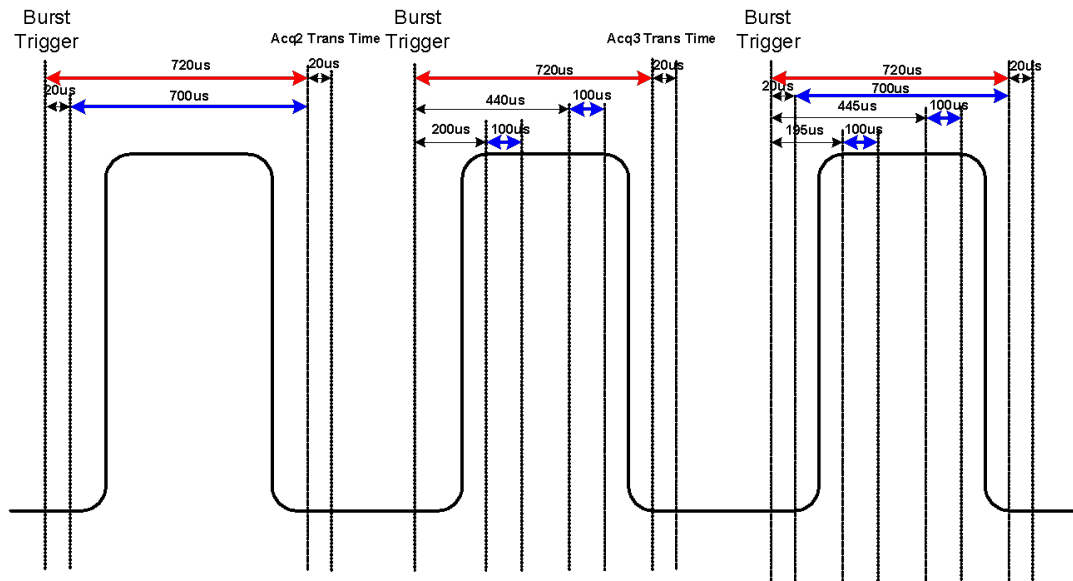 Burst
Trigger
Acq2 Trans Time
20us
720us
20us
700us
Burst
Trigger
Acq3 Trans Time
720us
20us
440us
100us
200us
100us
Burst
Trigger
720us
20us
20us
700us
445us
100us
195us
100us